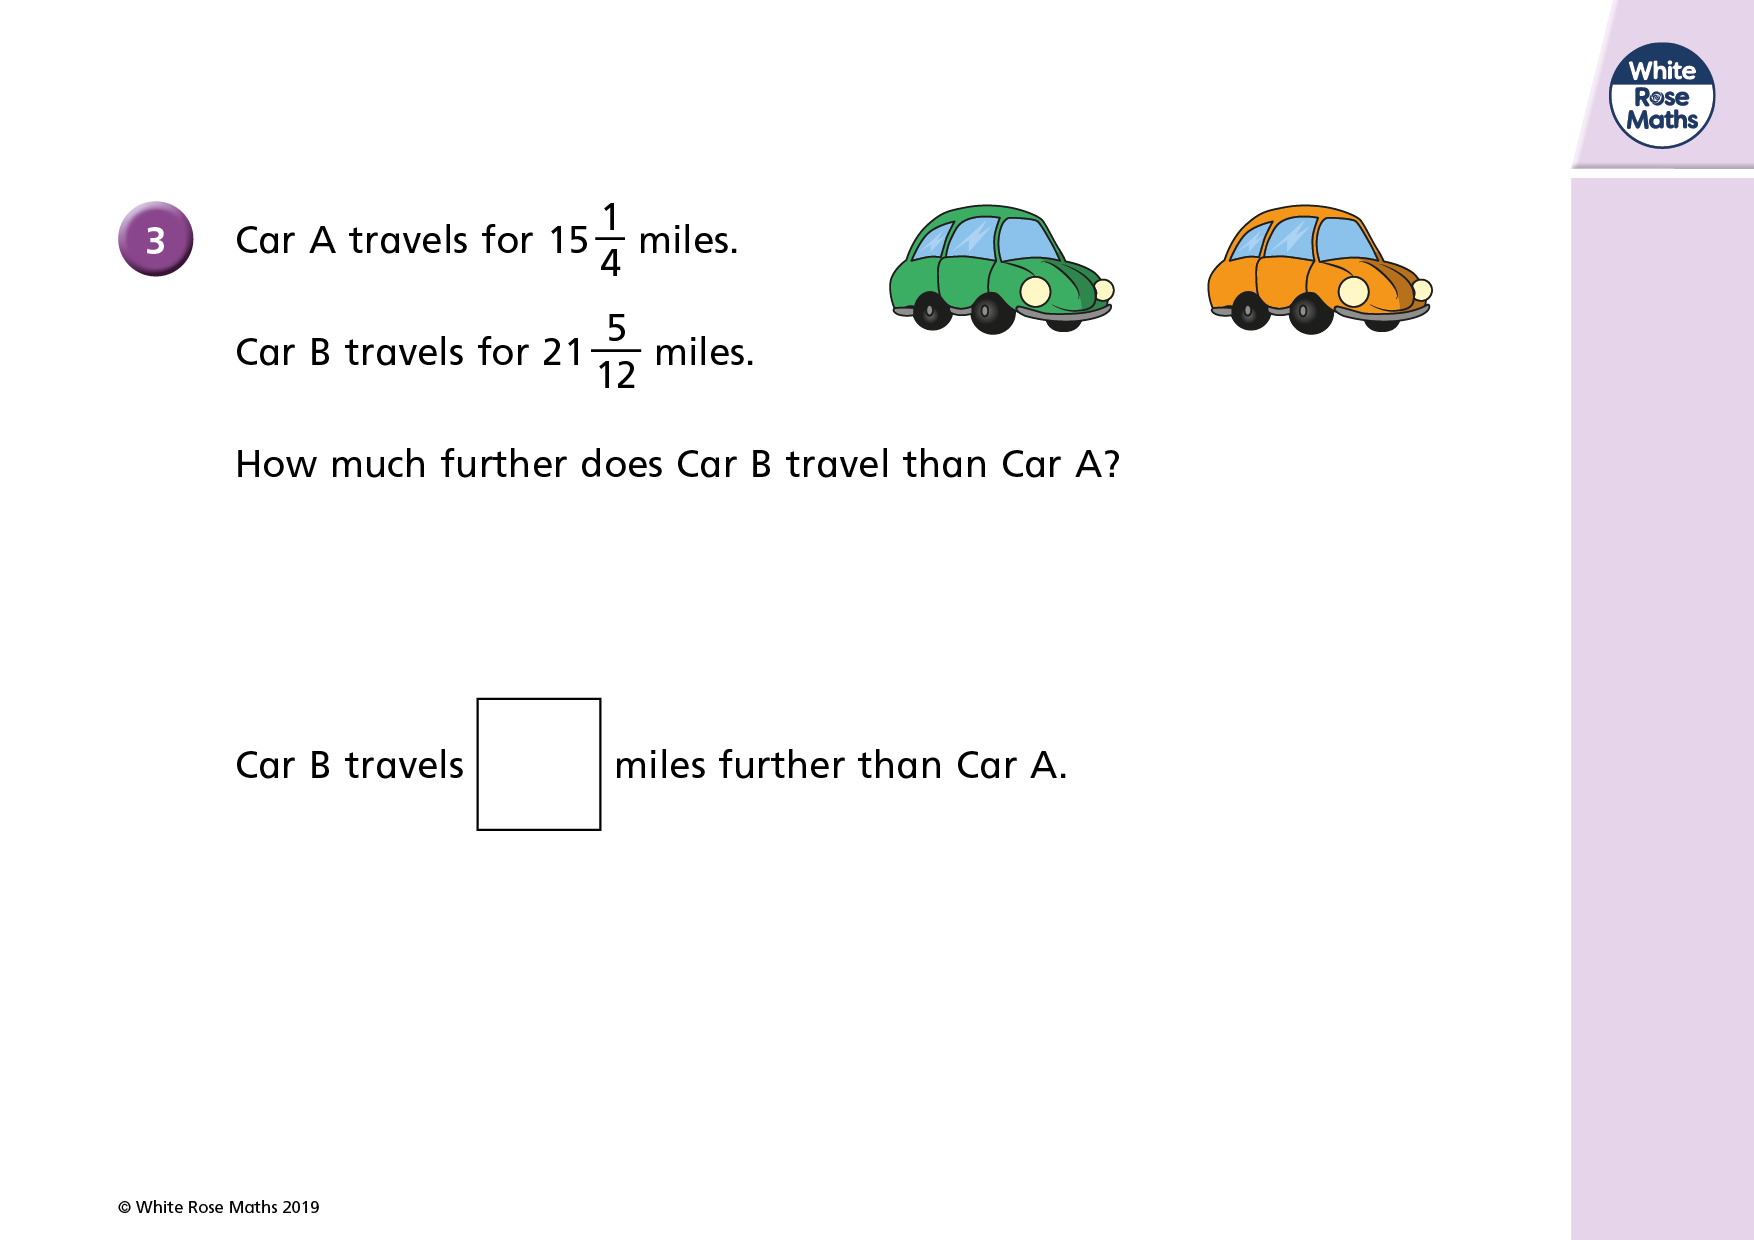 White
Rose
Maths
3 Car A travels for 15 1/4 miles.
Car B travels for 21 5/12 miles.
How much further does Car B travel than Car A?
Car B travels miles further than Car A.
© White Rose Maths 2019